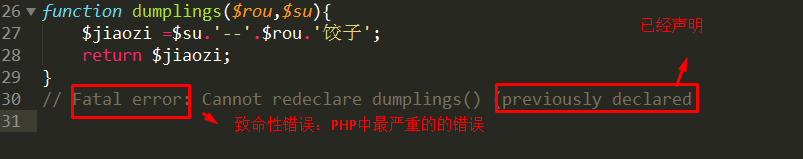 26 function dumplings($rou,$su){
27 $jiaozi =$su.'--'.$rou.'饺子';
已经声明
28 return $jiaozi;
29 }
30 // Fatal error: Cannot redeclare dumplings() (previously declared
31
致命性错误：PHP中最严重的的错误